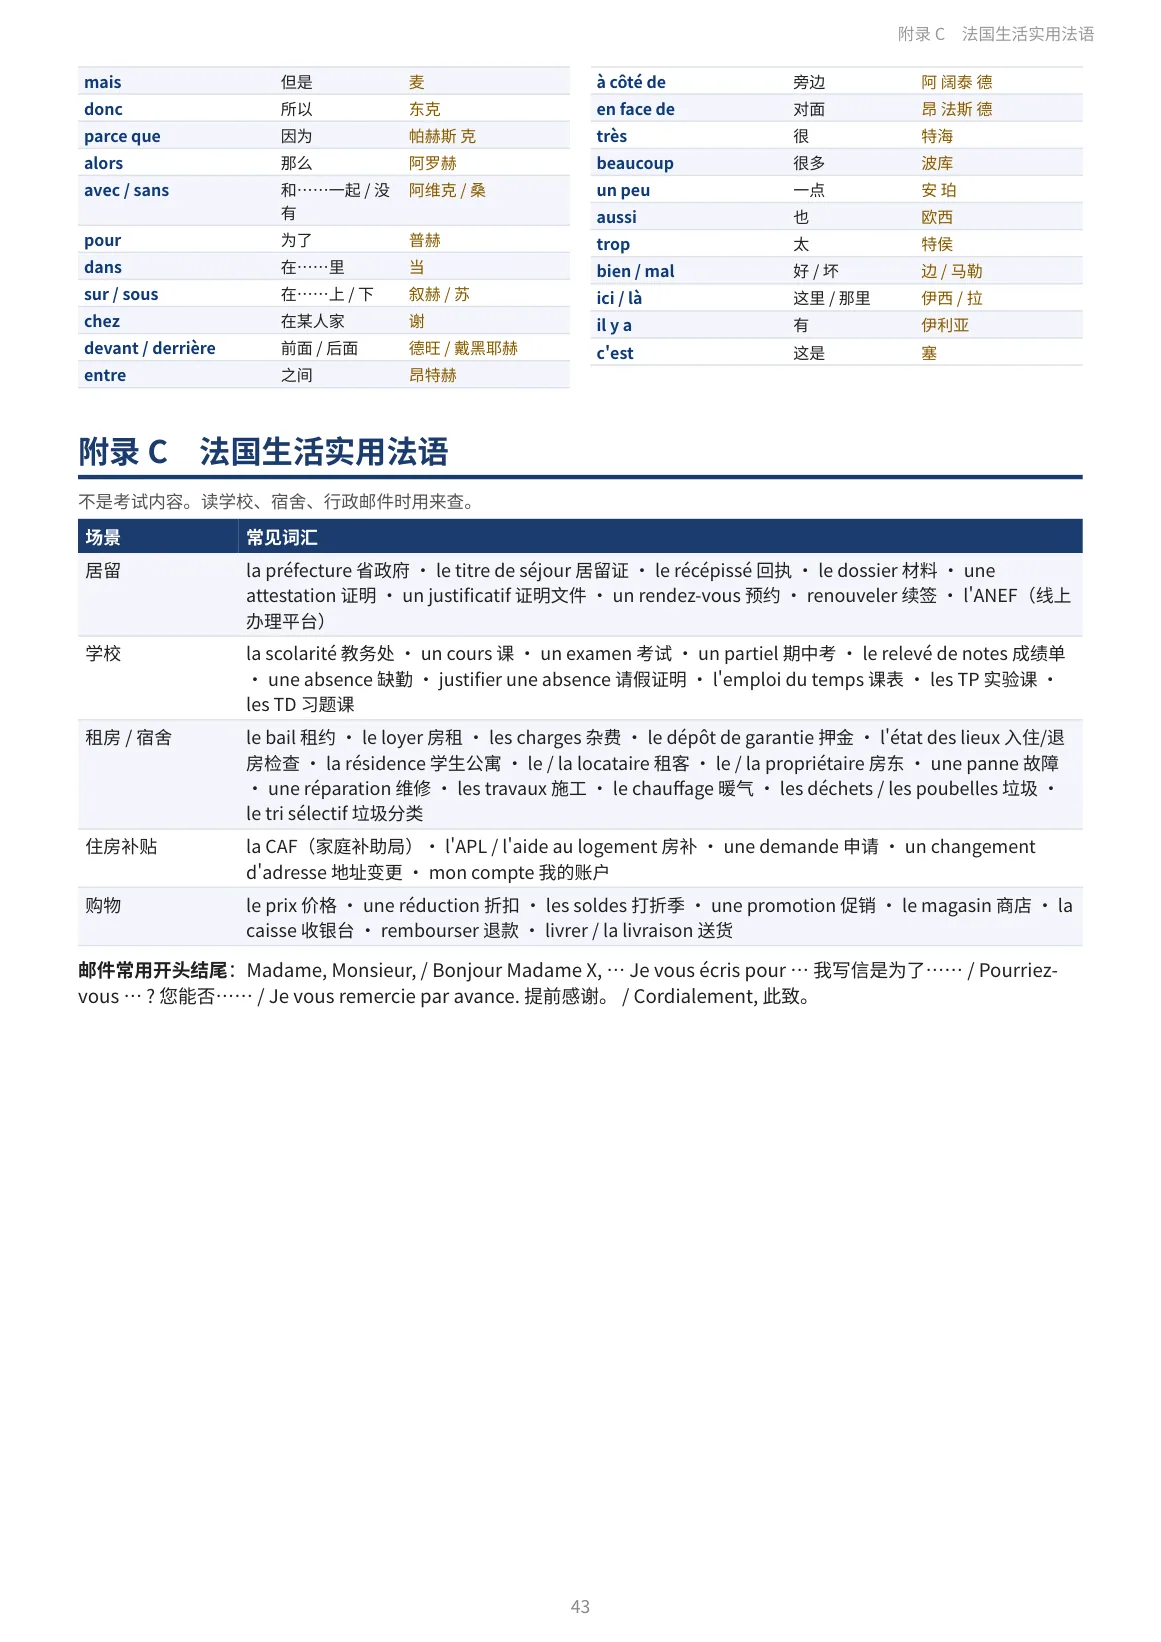 附录 C　法国生活实用法语
mais 但是 麦
donc 所以 东克
parce que 因为 帕赫斯 克
alors 那么 阿罗赫
avec / sans 和……一起 / 没有 阿维克 / 桑
pour 为了 普赫
dans 在……里 当
sur / sous 在……上 / 下 叙赫 / 苏
chez 在某人家 谢
devant / derrière 前面 / 后面 德旺 / 戴黑耶赫
entre 之间 昂特赫
à côté de 旁边 阿 阔泰 德
en face de 对面 昂 法斯 德
très 很 特海
beaucoup 很多 波库
un peu 一点 安 珀
aussi 也 欧西
trop 太 特侯
bien / mal 好 / 坏 边 / 马勒
ici / là 这里 / 那里 伊西 / 拉
il y a 有 伊利亚
c'est 这是 塞
附录 C　法国生活实用法语
不是考试内容。读学校、宿舍、行政邮件时用来查。
场景 常见词汇
居留 la préfecture 省政府 · le titre de séjour 居留证 · le récépissé 回执 · le dossier 材料 · une
attestation 证明 · un justificatif 证明文件 · un rendez-vous 预约 · renouveler 续签 · l'ANEF（线上
办理平台）
学校 la scolarité 教务处 · un cours 课 · un examen 考试 · un partiel 期中考 · le relevé de notes 成绩单
· une absence 缺勤 · justifier une absence 请假证明 · l'emploi du temps 课表 · les TP 实验课 ·
les TD 习题课
租房 / 宿舍 le bail 租约 · le loyer 房租 · les charges 杂费 · le dépôt de garantie 押金 · l'état des lieux 入住/退
房检查 · la résidence 学生公寓 · le / la locataire 租客 · le / la propriétaire 房东 · une panne 故障
· une réparation 维修 · les travaux 施工 · le chauffage 暖气 · les déchets / les poubelles 垃圾 ·
le tri sélectif 垃圾分类
住房补贴 la CAF（家庭补助局）· l'APL / l'aide au logement 房补 · une demande 申请 · un changement
d'adresse 地址变更 · mon compte 我的账户
购物 le prix 价格 · une réduction 折扣 · les soldes 打折季 · une promotion 促销 · le magasin 商店 · la
caisse 收银台 · rembourser 退款 · livrer / la livraison 送货
邮件常用开头结尾：Madame, Monsieur, / Bonjour Madame X, … Je vous écris pour … 我写信是为了…… / Pourriez-
vous … ? 您能否…… / Je vous remercie par avance. 提前感谢。 / Cordialement, 此致。
43